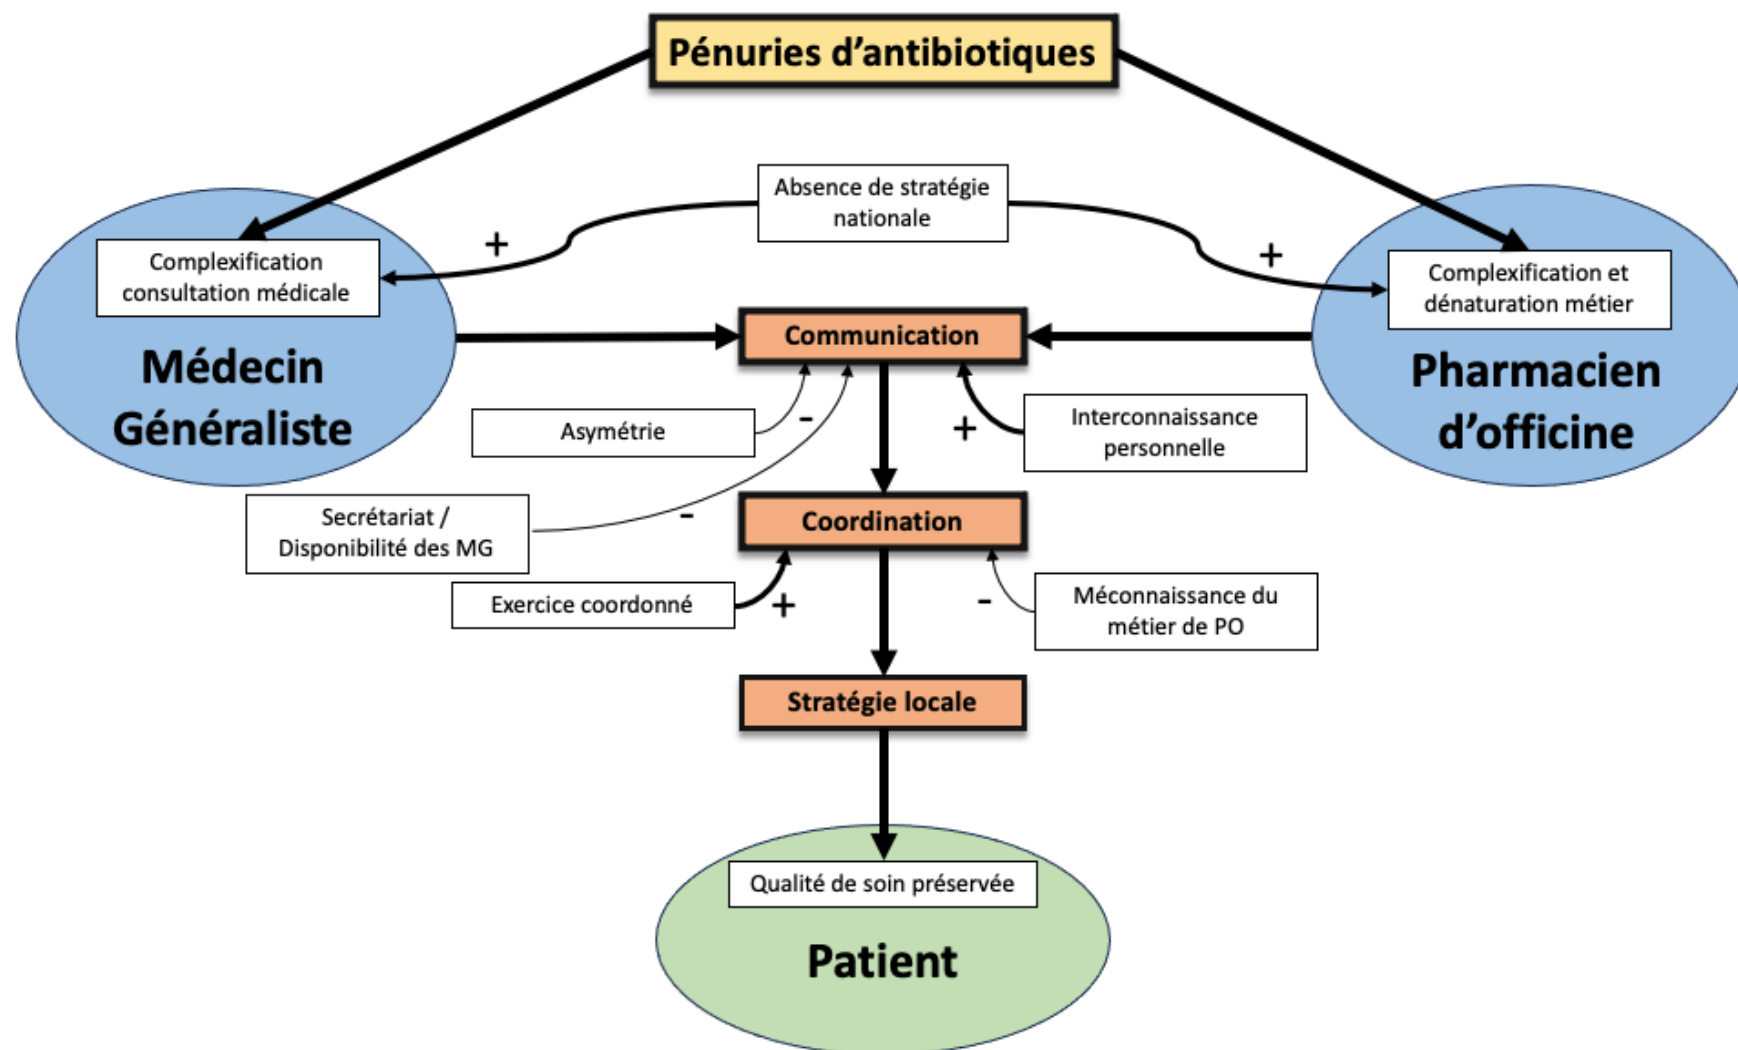 Pénuries d’antibiotiques
Absence de stratégie
nationale
+
+
Complexification
consultation médicale
Complexification et
dénaturation métier
Médecin
Généraliste
Communication
Pharmacien
d’officine
Asymétrie
-
+
Interconnaissance
personnelle
Secrétariat /
Disponibilité des MG
-
Coordination
Exercice coordonné
+
-
Méconnaissance du
métier de PO
Stratégie locale
Qualité de soin préservée
Patient